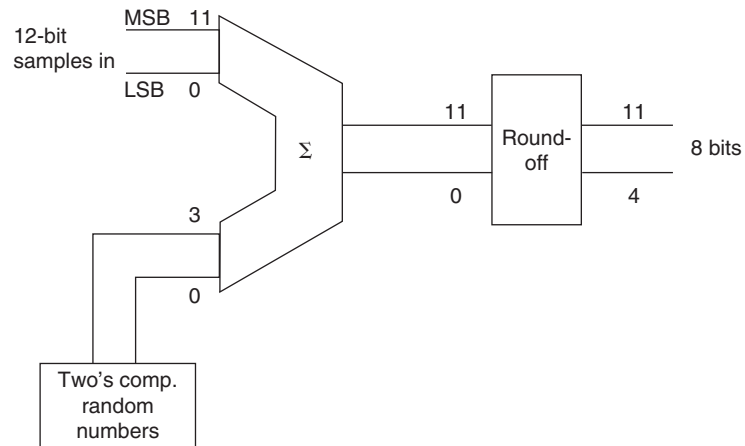 MSB 11
12-bit
samples in
LSB 0
Σ
11
0
Round-
off
11
8 bits
4
3
0
Two's comp.
random
numbers